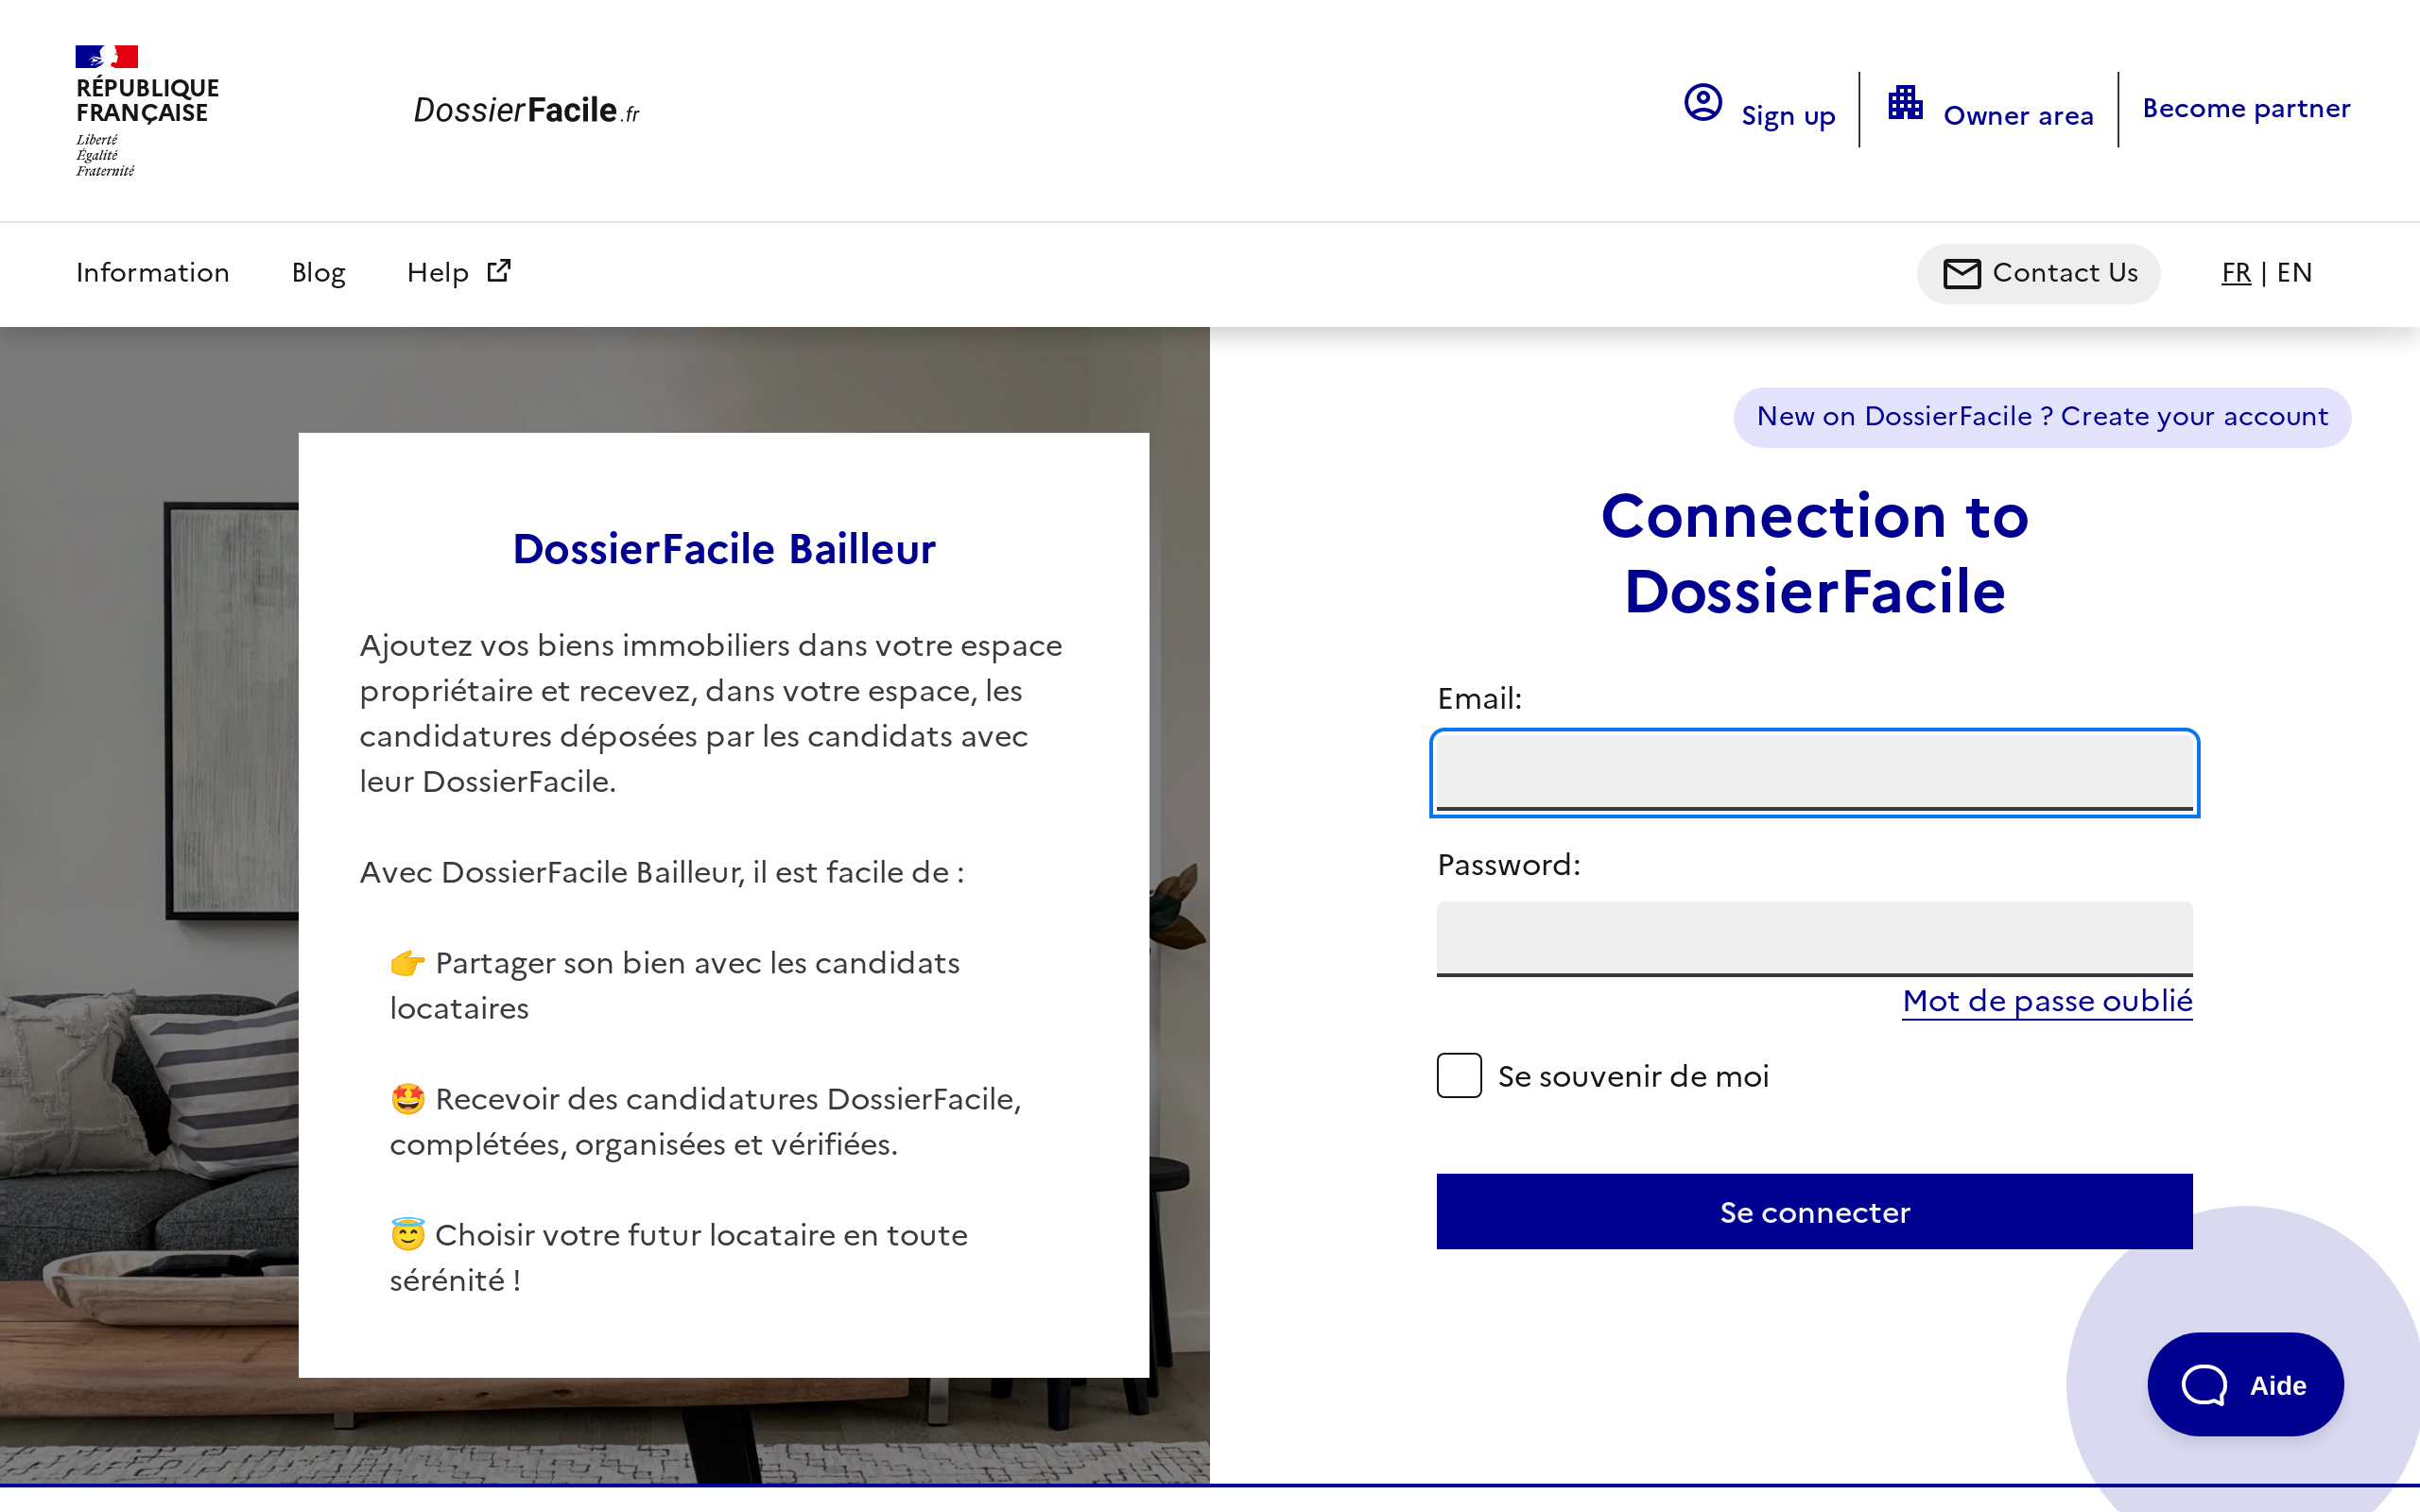 RÉPUBLIQUE
FRANÇAISE
Liberté
Égalité
Fraternité
DossierFacile.fr
Sign up
Owner area
Become partner
Information
Blog
Help
Contact Us
FR | EN
DossierFacile Bailleur
Ajoutez vos biens immobiliers dans votre espace
propriétaire et recevez, dans votre espace, les
candidatures déposées par les candidats avec
leur DossierFacile.
Avec DossierFacile Bailleur, il est facile de :
👉 Partager son bien avec les candidats
locataires
🤩 Recevoir des candidatures DossierFacile,
complétées, organisées et vérifiées.
😇 Choisir votre futur locataire en toute
sérénité !
New on DossierFacile ? Create your account
Connection to
DossierFacile
Email:
Password:
Mot de passe oublié
Se souvenir de moi
Se connecter
Aide